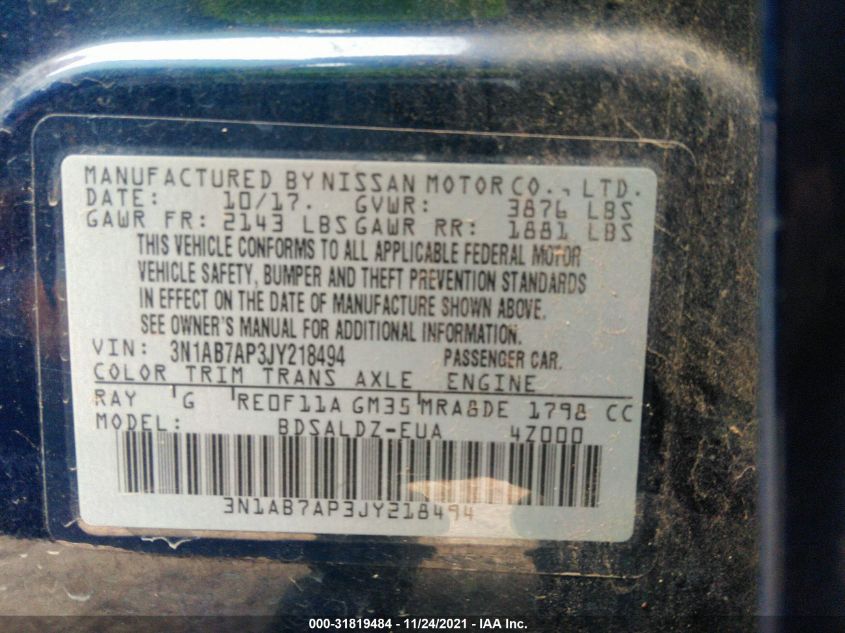 MANUFACTURED BY NISSAN MOTOR CO., LTD.
DATE: 10/17. GVWR: 3876 LBS
GAWR FR: 2143 LBS GAWR RR: 1881 LBS
THIS VEHICLE CONFORMS TO ALL APPLICABLE FEDERAL MOTOR
VEHICLE SAFETY, BUMPER AND THEFT PREVENTION STANDARDS
IN EFFECT ON THE DATE OF MANUFACTURE SHOWN ABOVE.
SEE OWNER'S MANUAL FOR ADDITIONAL INFORMATION.
VIN: 3N1AB7AP3JY218494 PASSENGER CAR.
COLOR TRIM TRANS AXLE ENGINE
RAY G RE0F11A GM35 MRA8DE 1798 CC
MODEL: BDSALDZ-EUA 4Z000
3N1AB7AP3JY218494
000-31819484 - 11/24/2021 - IAA Inc.